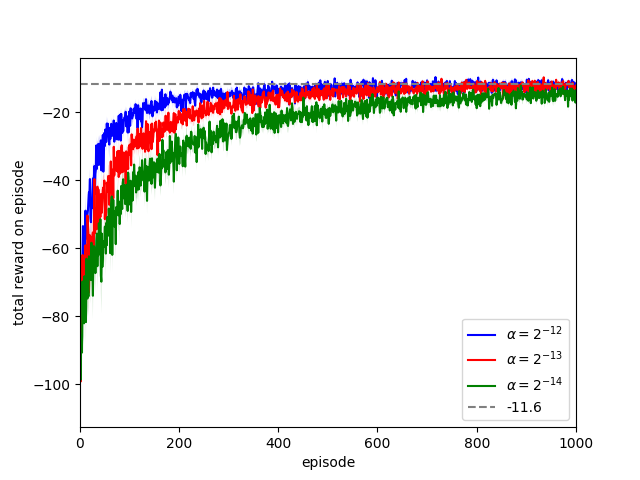 total reward on episode
−20
−40
−60
−80
−100
0 200 400 600 800 1000
episode
α = 2⁻¹²
α = 2⁻¹³
α = 2⁻¹⁴
-11.6